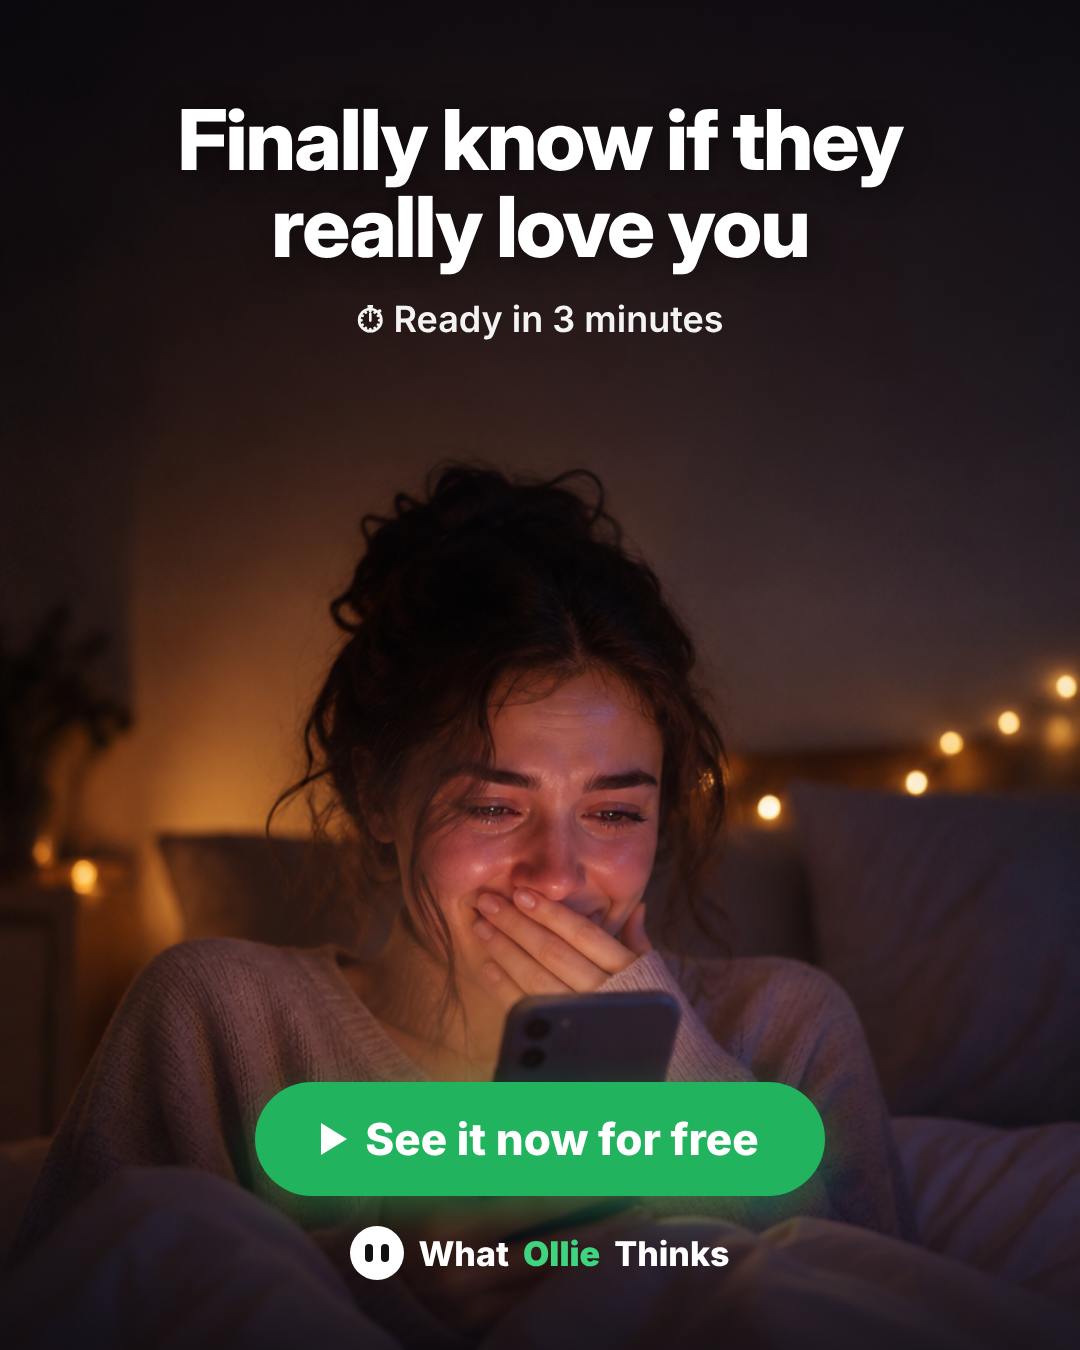 Finally know if they
really love you
⏱ Ready in 3 minutes
▶ See it now for free
What Ollie Thinks